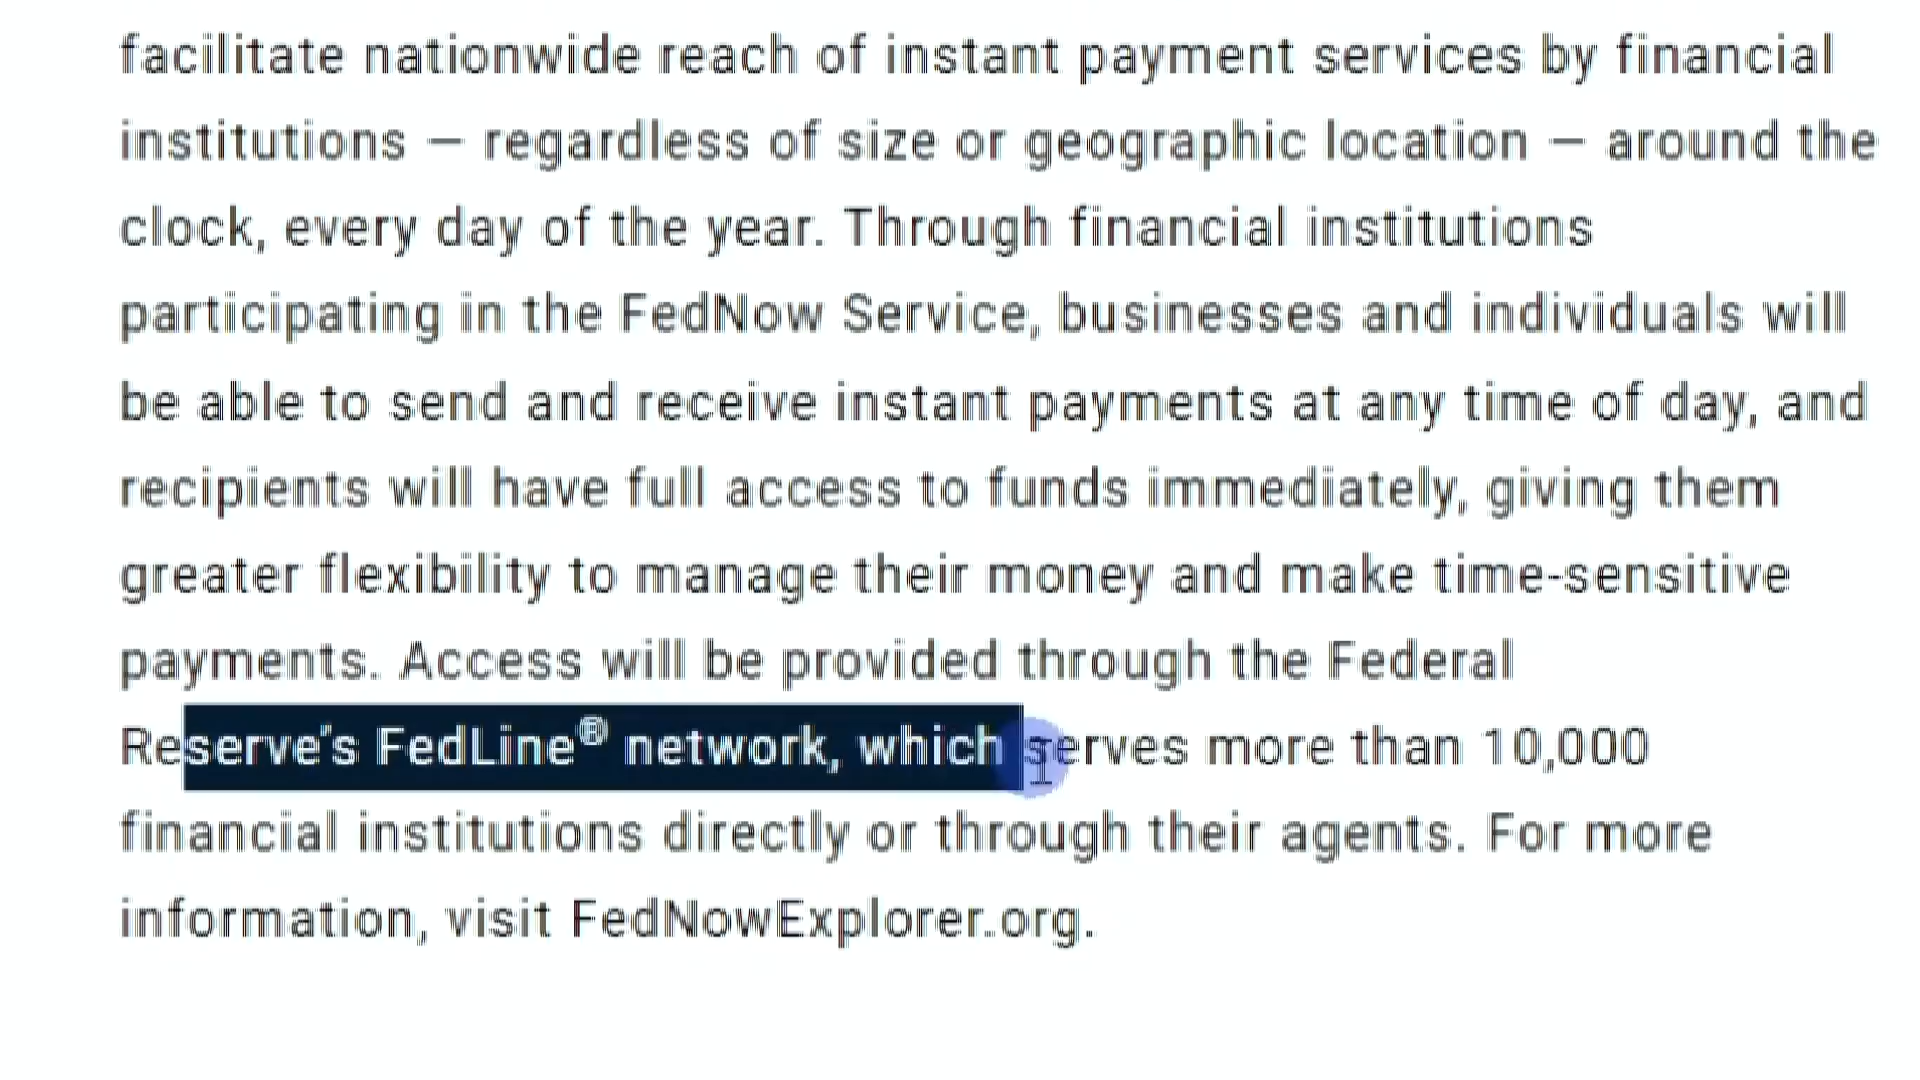 facilitate nationwide reach of instant payment services by financial
institutions — regardless of size or geographic location — around the
clock, every day of the year. Through financial institutions
participating in the FedNow Service, businesses and individuals will
be able to send and receive instant payments at any time of day, and
recipients will have full access to funds immediately, giving them
greater flexibility to manage their money and make time-sensitive
payments. Access will be provided through the Federal
Reserve's FedLine® network, which serves more than 10,000
financial institutions directly or through their agents. For more
information, visit FedNowExplorer.org.